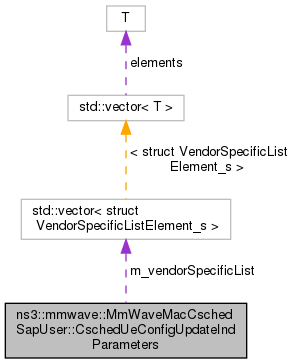 T
elements
std::vector< T >
< struct VendorSpecificList
Element_s >
std::vector< struct
VendorSpecificListElement_s >
m_vendorSpecificList
ns3::mmwave::MmWaveMacCsched
SapUser::CschedUeConfigUpdateInd
Parameters